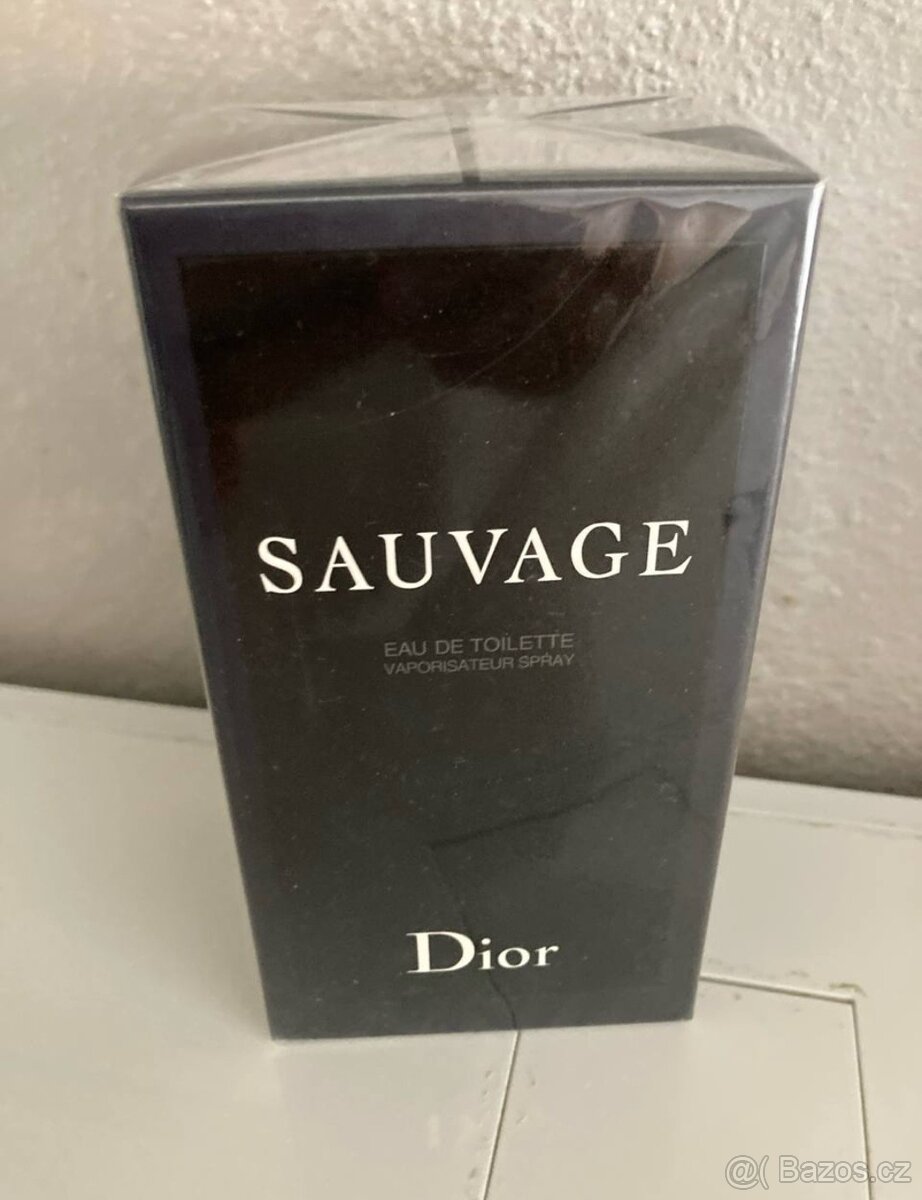 SAUVAGE
EAU DE TOILETTE
VAPORISATEUR SPRAY
Dior
@( Bazos.cz